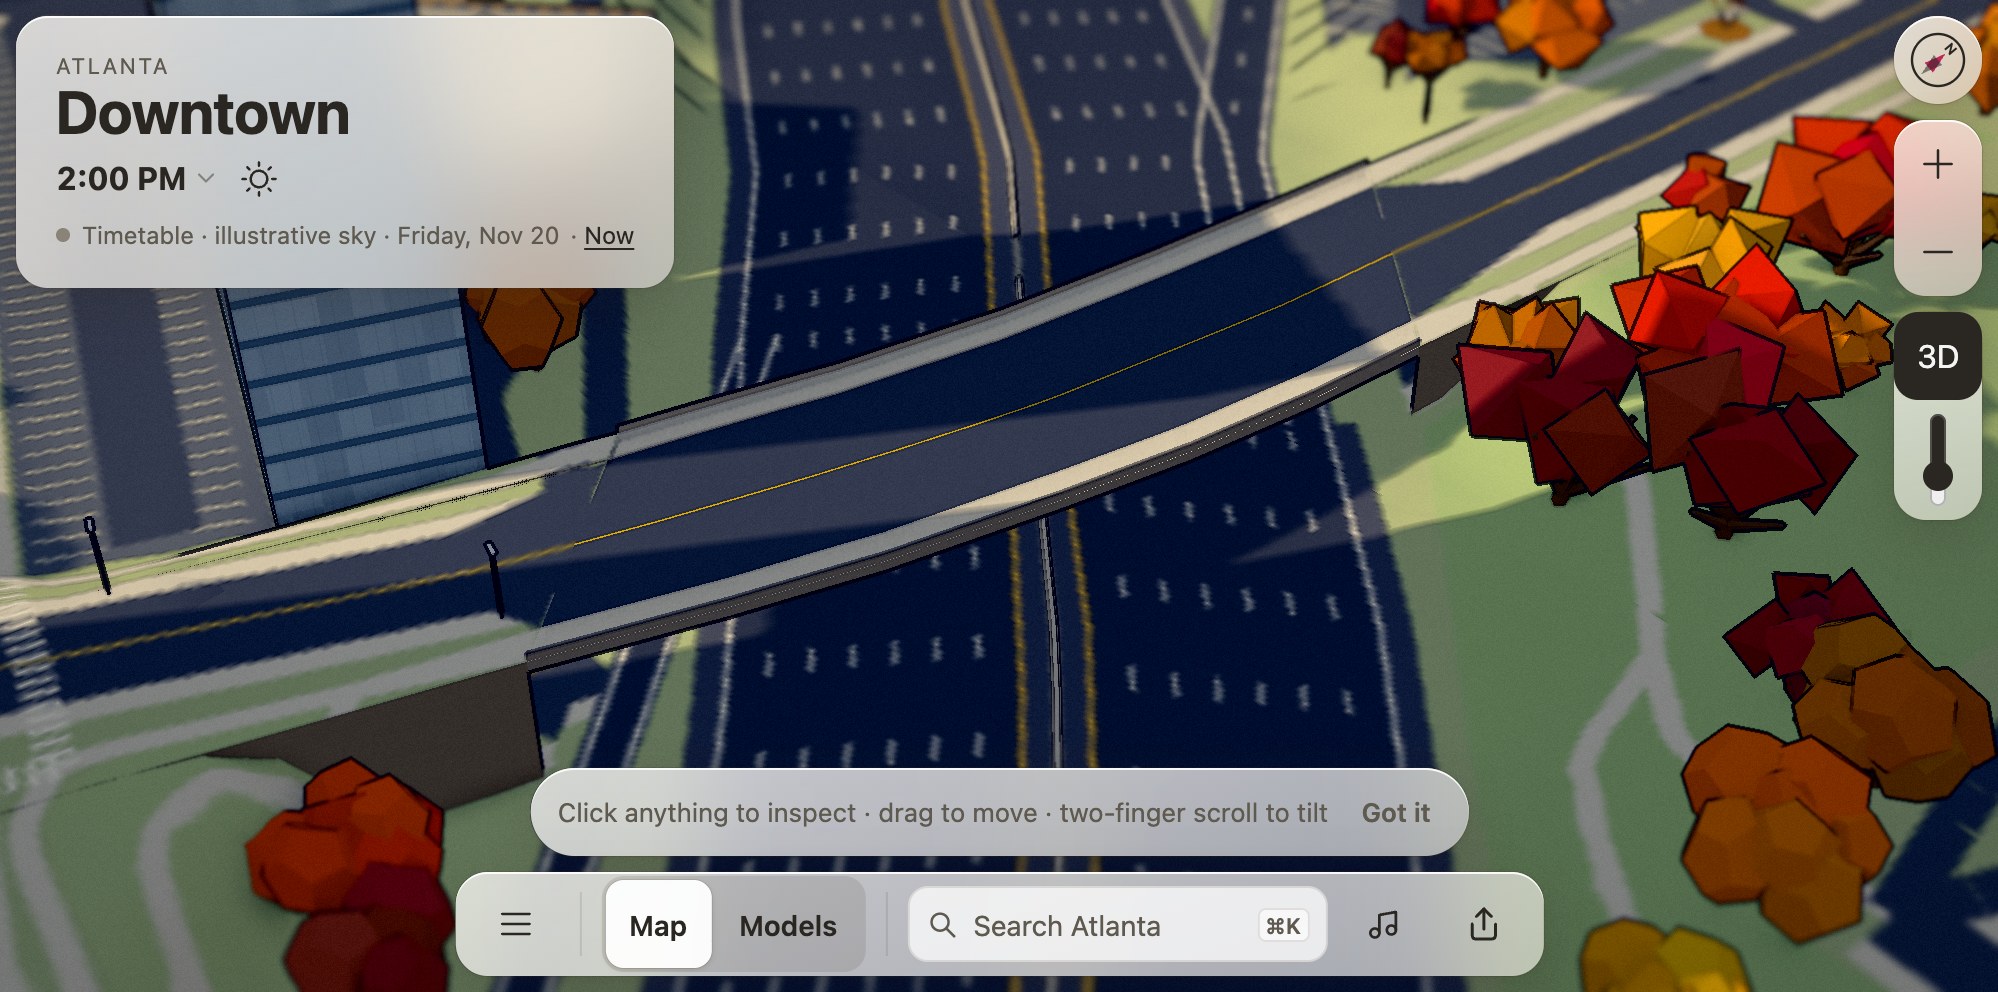 ATLANTA
Downtown
2:00 PM
Timetable · illustrative sky · Friday, Nov 20 · Now
N
3D
Click anything to inspect · drag to move · two-finger scroll to tilt Got it
Map Models Search Atlanta ⌘K